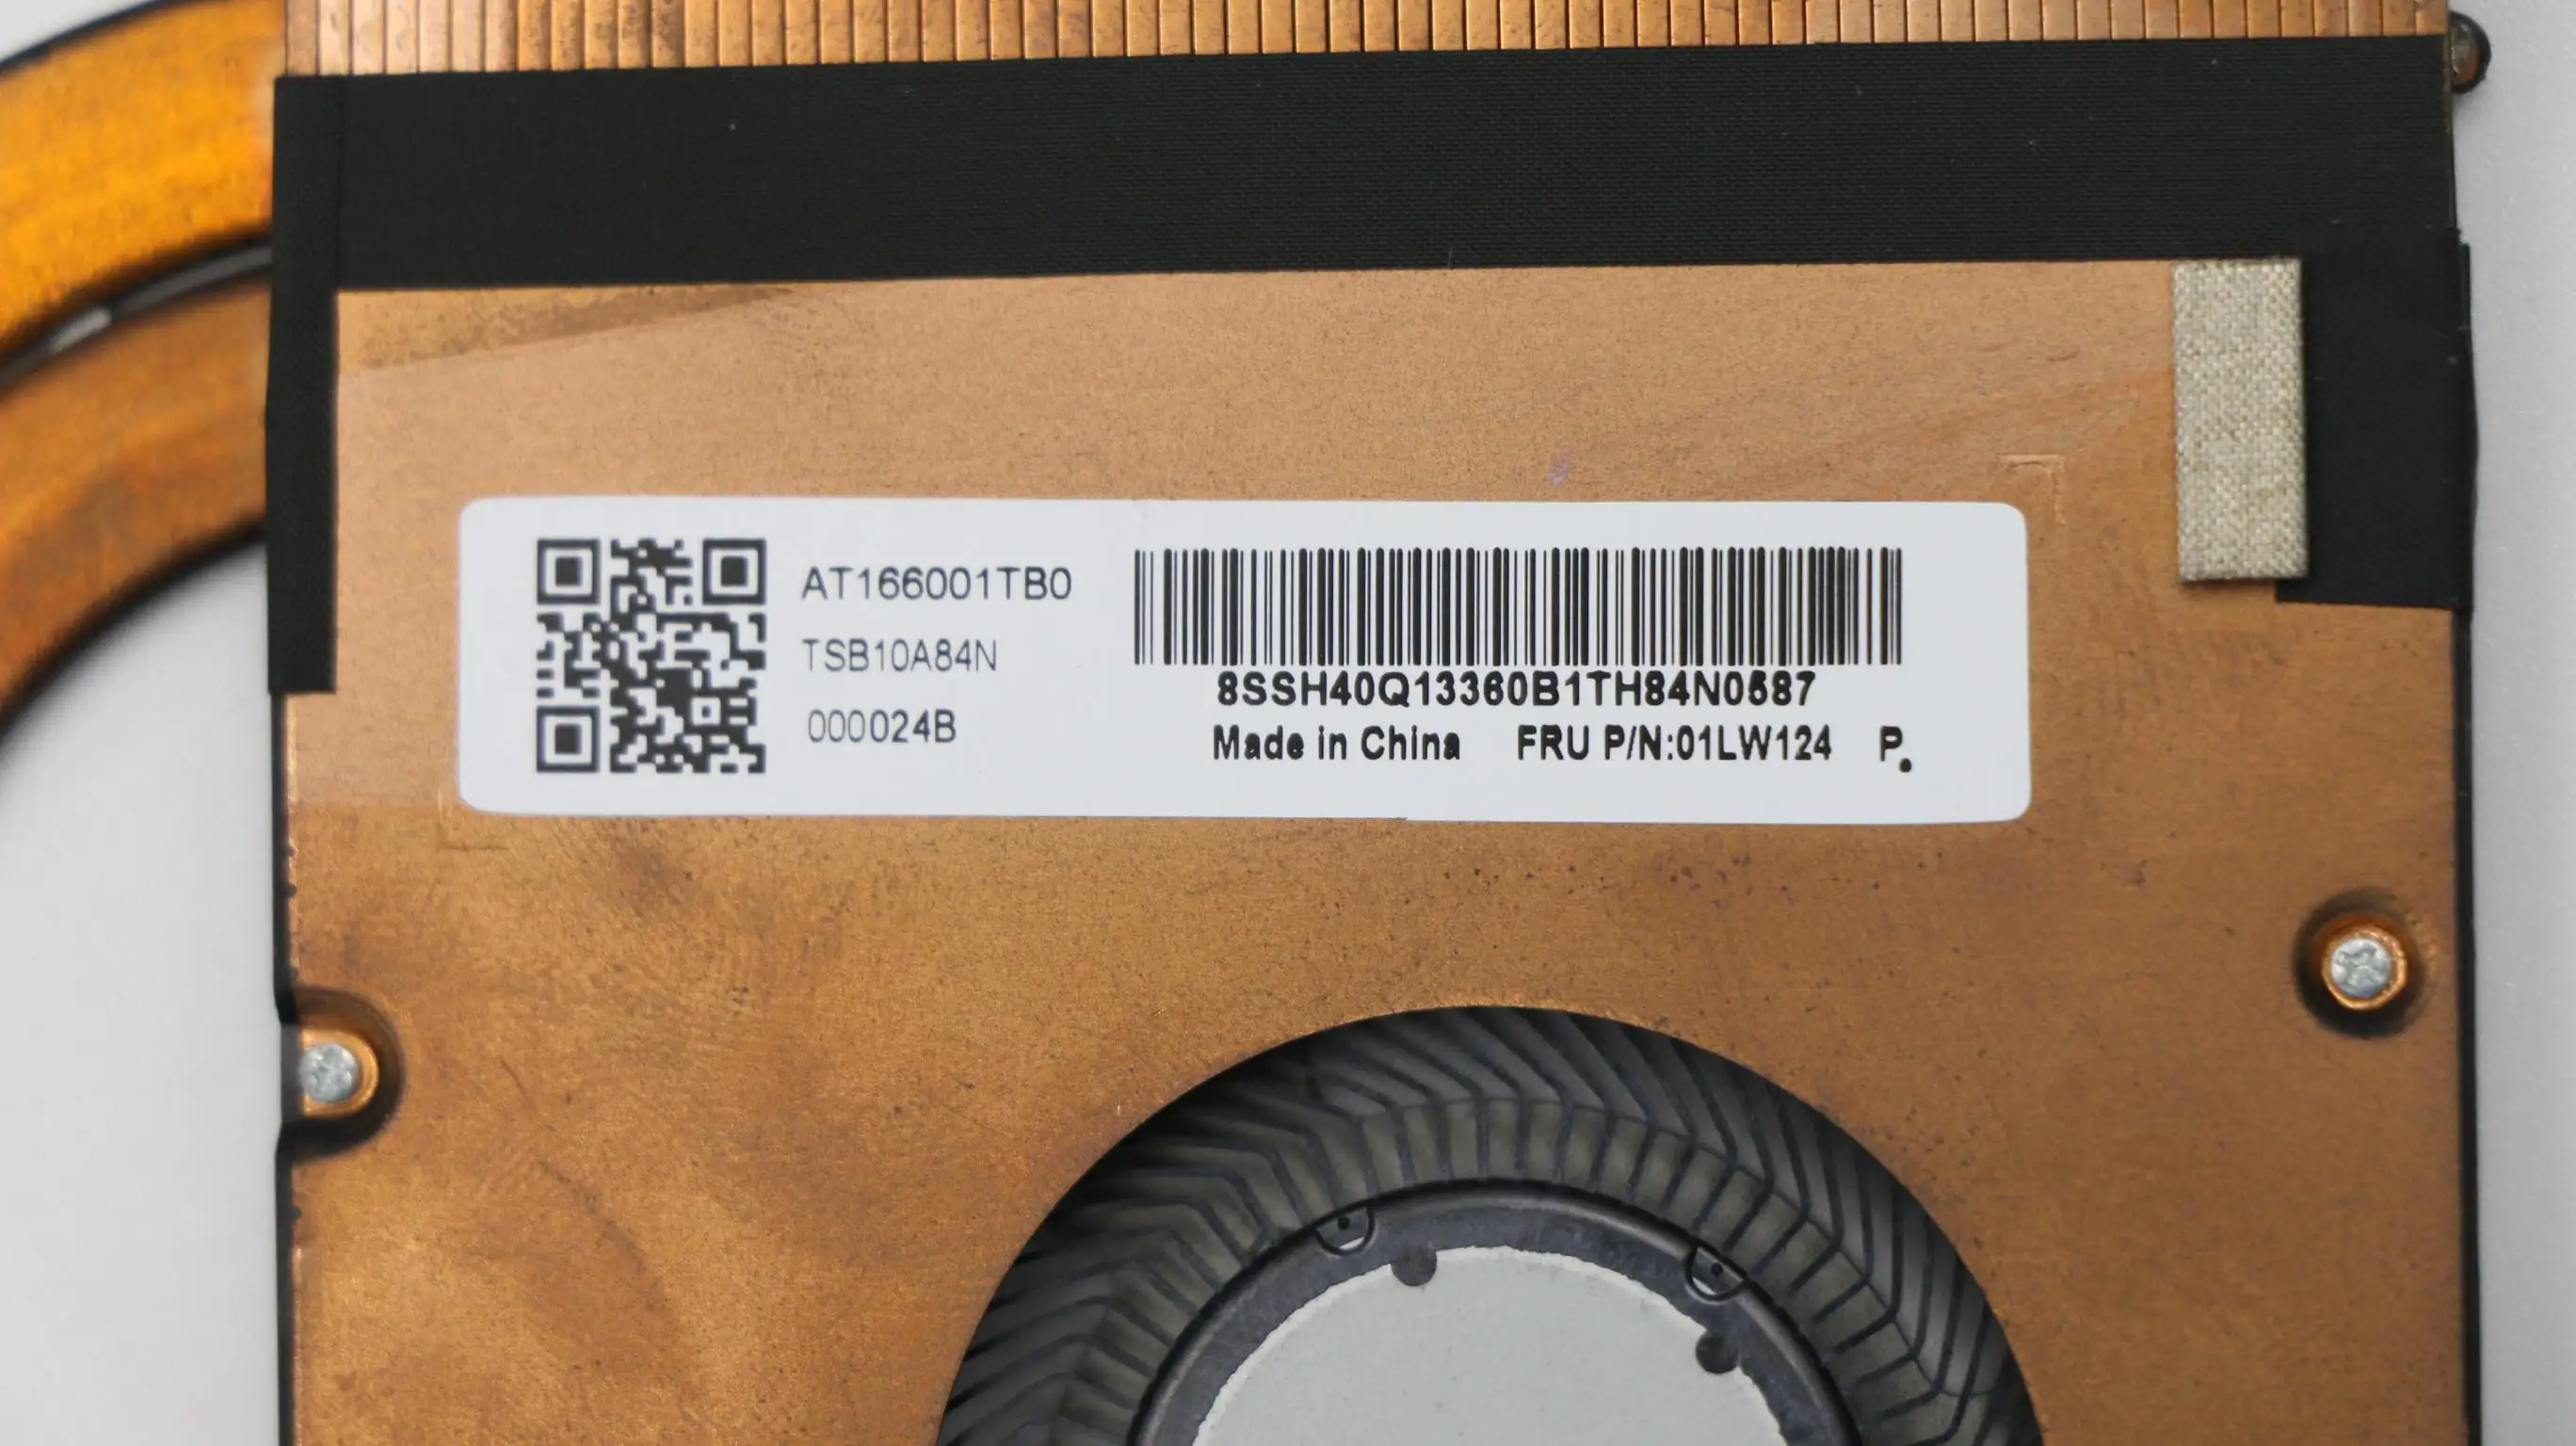 AT166001TB0
TSB10A84N
000024B
8SSH40Q13360B1TH84N0587
Made in China FRU P/N:01LW124 P.